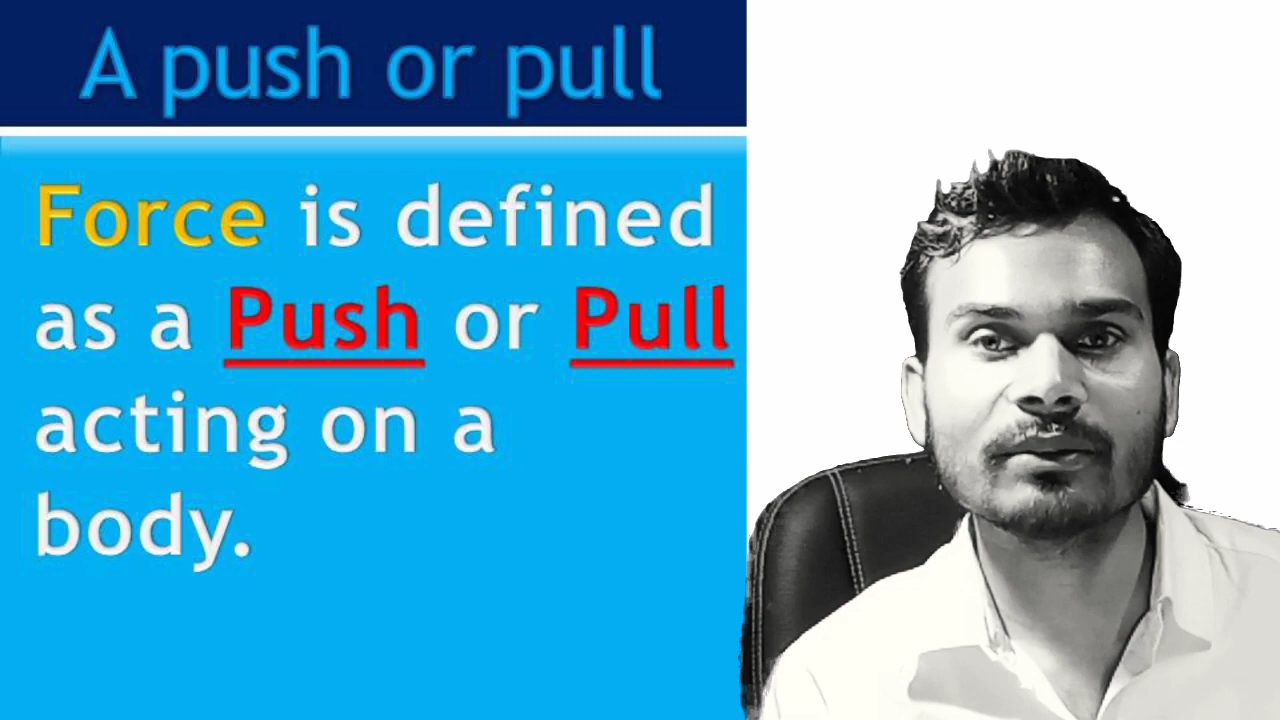 A push or pull
Force is defined
as a Push or Pull
acting on a
body.